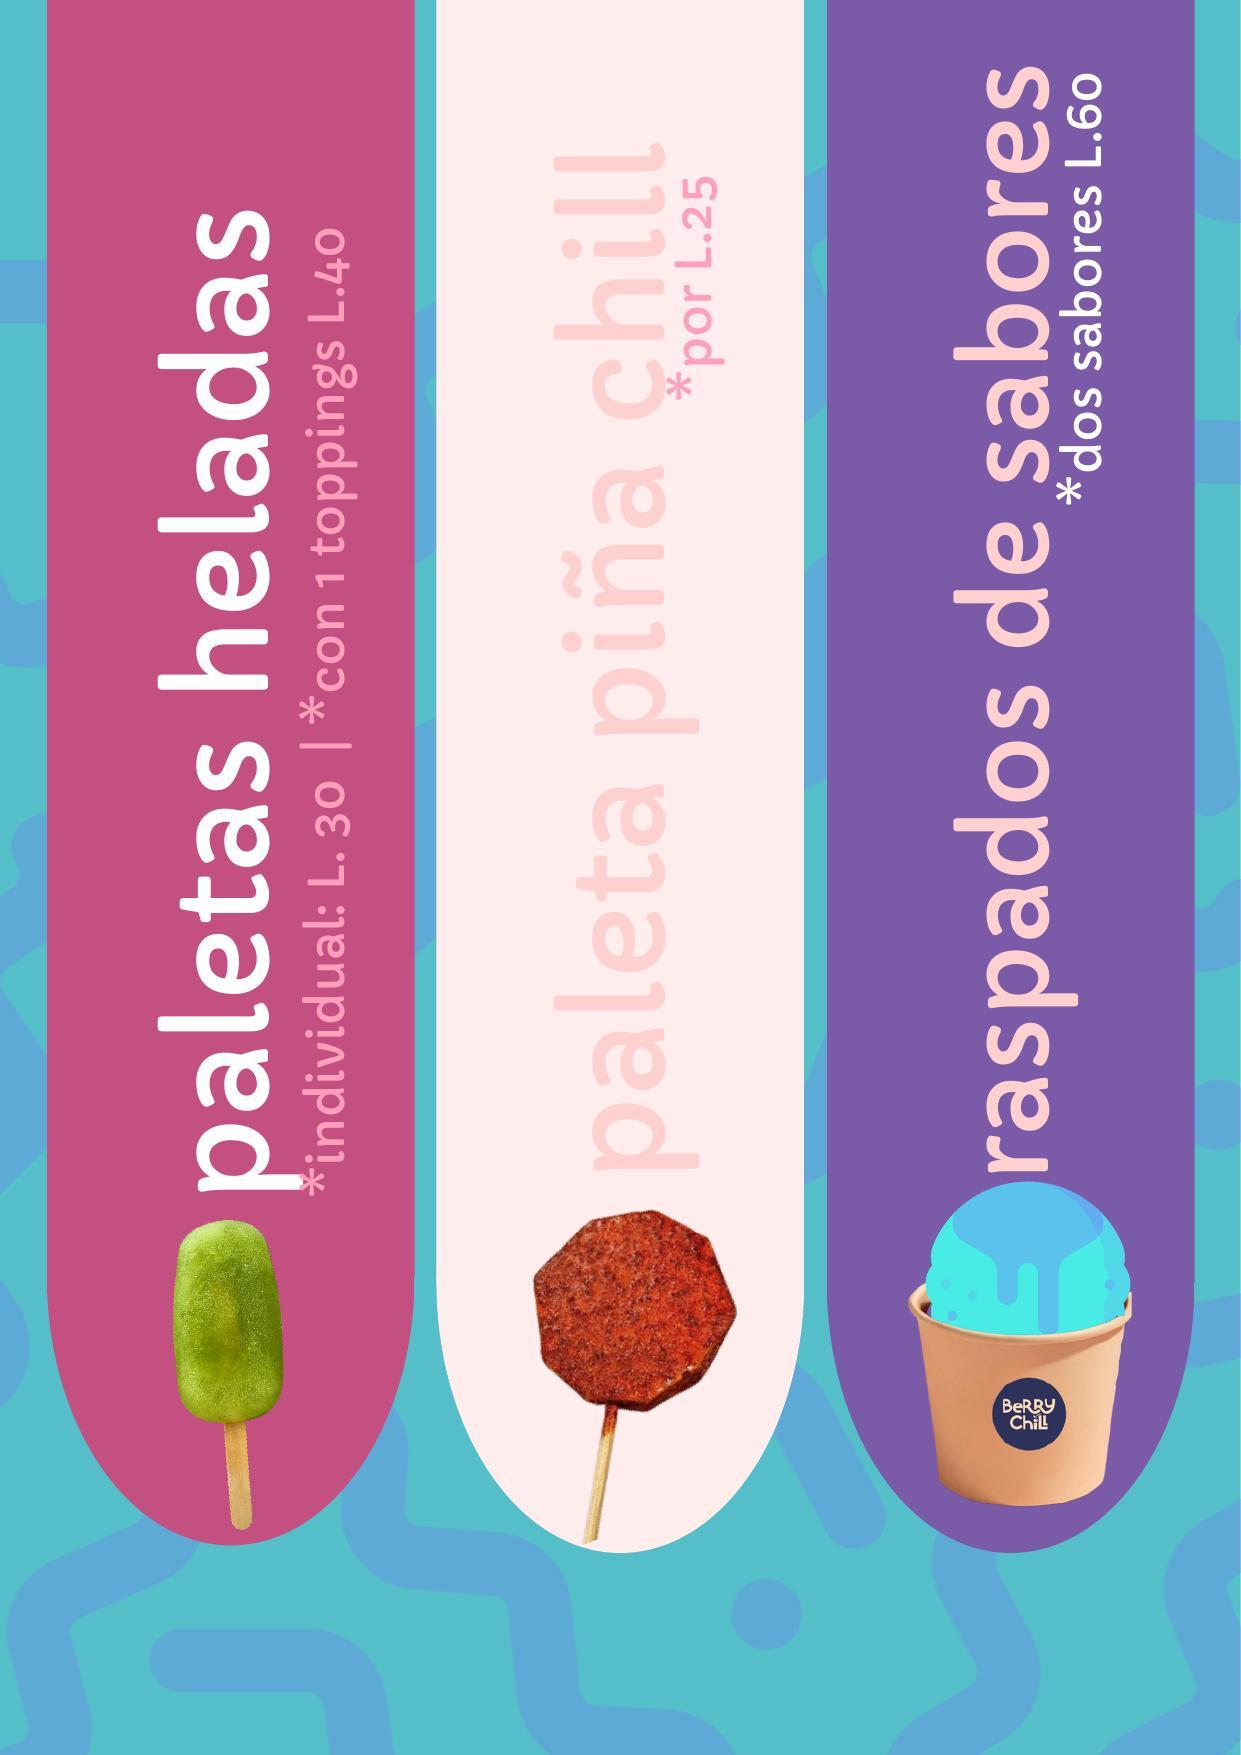 paletas heladas
*individual: L. 30 | *con 1 toppings L.40
paleta piña chill
*por L.25
raspados de sabores
*dos sabores L.60
BeRRy
Chill